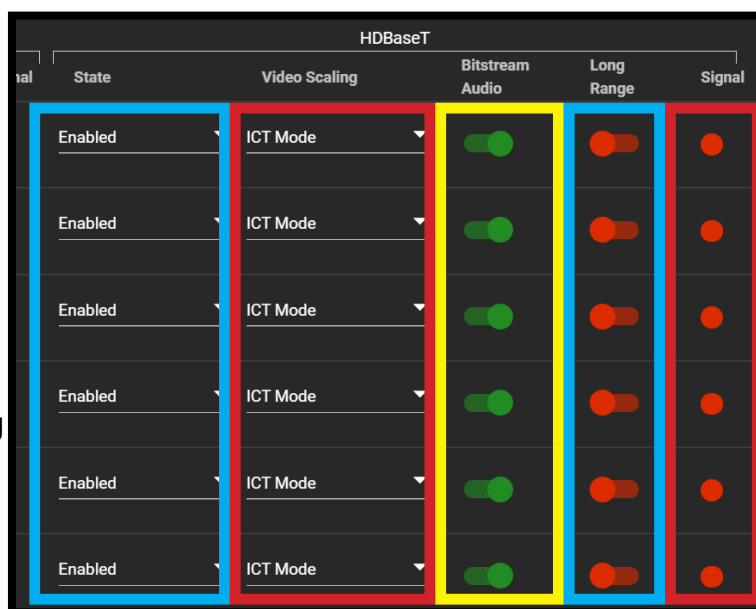 HDBaseT
nal State Video Scaling Bitstream Audio Long Range Signal
Enabled ICT Mode
Enabled ICT Mode
Enabled ICT Mode
Enabled ICT Mode
Enabled ICT Mode
Enabled ICT Mode